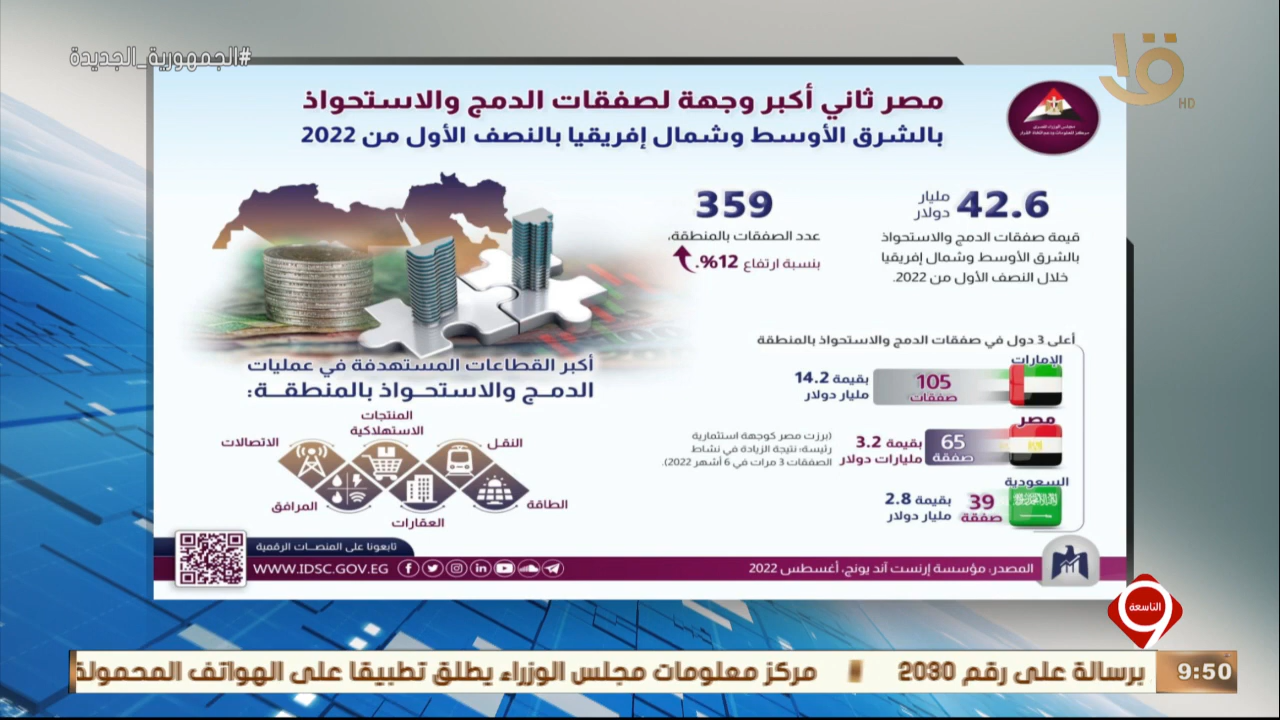 #الجمهورية_الجديدة
HD
مصر ثاني أكبر وجهة لصفقات الدمج والاستحواذ
بالشرق الأوسط وشمال إفريقيا بالنصف الأول من 2022
42.6 مليار دولار
قيمة صفقات الدمج والاستحواذ
بالشرق الأوسط وشمال إفريقيا
خلال النصف الأول من 2022.
359
عدد الصفقات بالمنطقة،
بنسبة ارتفاع 12%.
أعلى 3 دول في صفقات الدمج والاستحواذ بالمنطقة
الإمارات
105 صفقات
بقيمة 14.2
مليار دولار
مصر
65 صفقة
بقيمة 3.2
مليارات دولار
(برزت مصر كوجهة استثمارية
رئيسة؛ نتيجة الزيادة في نشاط
الصفقات 3 مرات في 6 أشهر 2022).
السعودية
39 صفقة
بقيمة 2.8
مليار دولار
أكبر القطاعات المستهدفة في عمليات
الدمـج والاستحـواذ بالمنطقـة:
المنتجات
الاستهلاكية
النقل
الاتصالات
الطاقة
العقارات
المرافق
تابعونا على المنصـات الرقمية
WWW.IDSC.GOV.EG
المصدر، مؤسسة إرنست آند يونج، أغسطس 2022
التاسعة
9
9:50
برسالة على رقم 2030
مركز معلومات مجلس الوزراء يطلق تطبيقا على الهواتف المحمولة